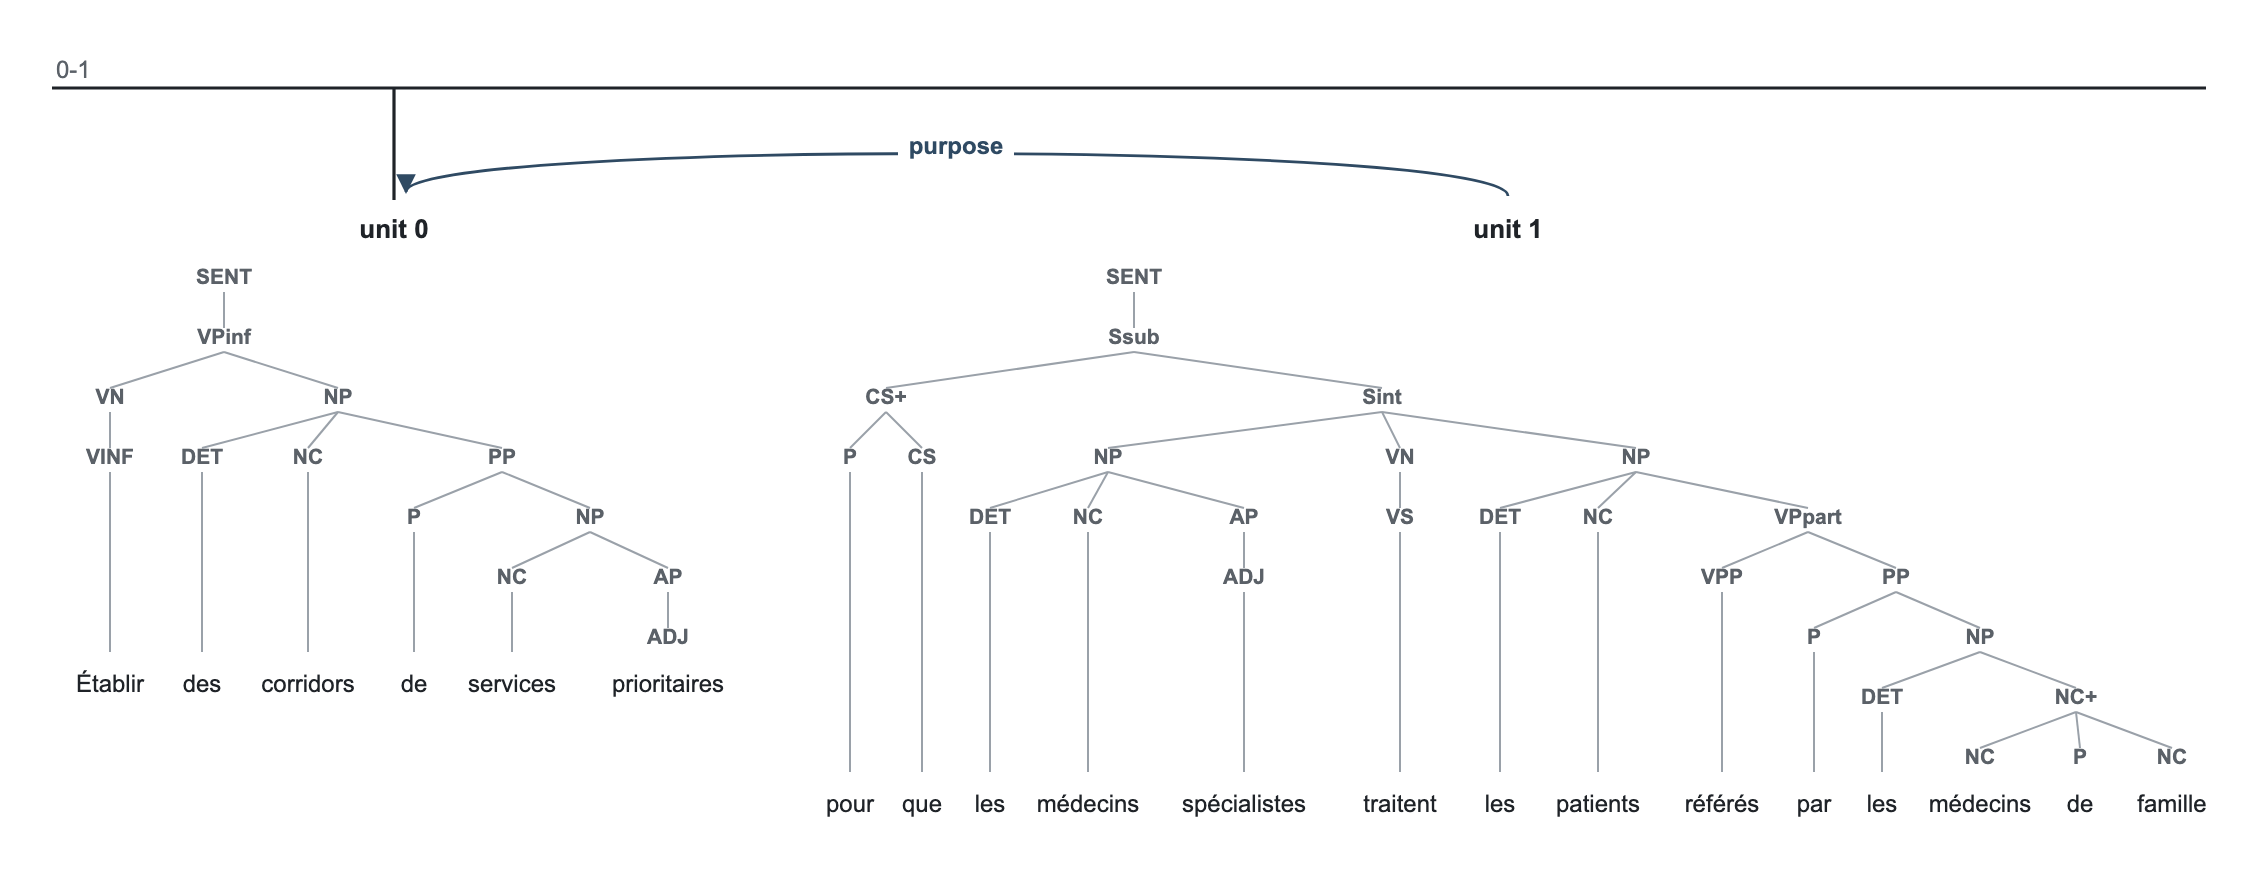 0-1
purpose
unit 0 unit 1
SENT SENT
VPinf Ssub
VN NP CS+ Sint
VINF DET NC PP P CS NP VN NP
P NP DET NC AP VS DET NC VPpart
NC AP ADJ VPP PP
ADJ P NP
Établir des corridors de services prioritaires DET NC+
NC P NC
pour que les médecins spécialistes traitent les patients référés par les médecins de famille